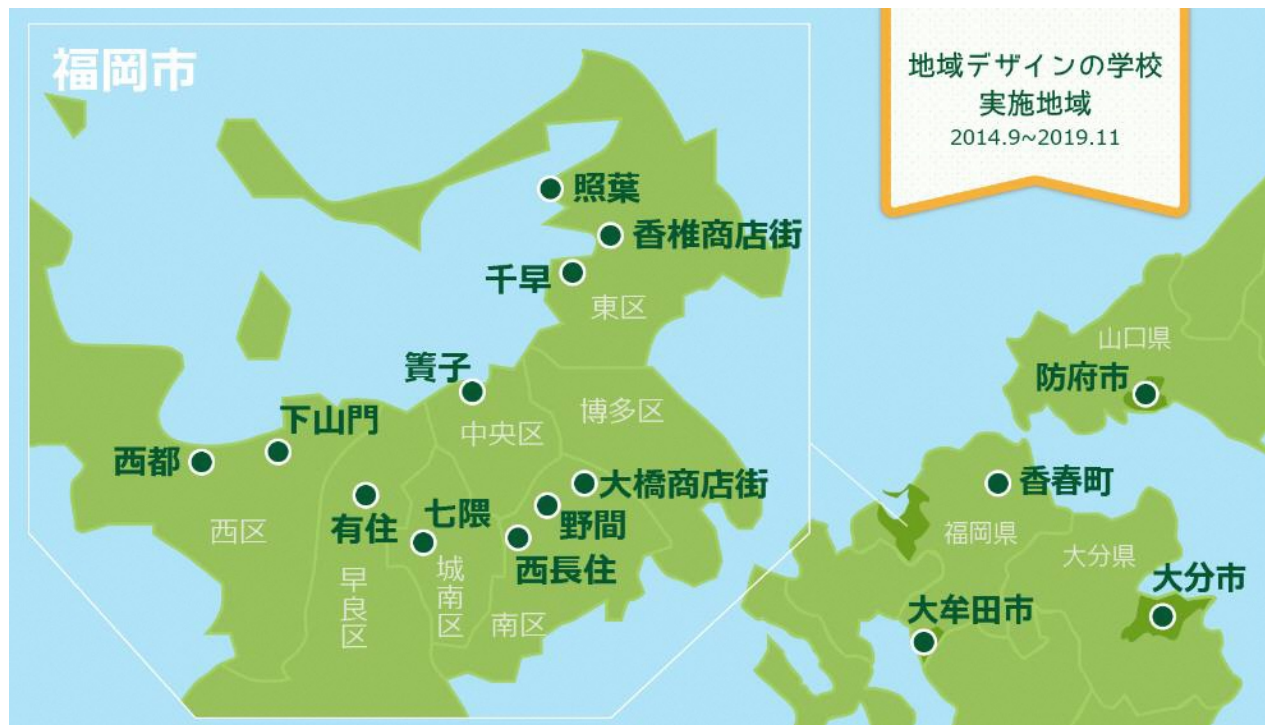 福岡市
地域デザインの学校
実施地域
2014.9~2019.11
照葉
香椎商店街
千早
東区
簀子
中央区
博多区
下山門
西都
西区
有住
七隈
大橋商店街
野間
西長住
早良区
城南区
南区
山口県
防府市
香春町
福岡県
大分県
大分市
大牟田市